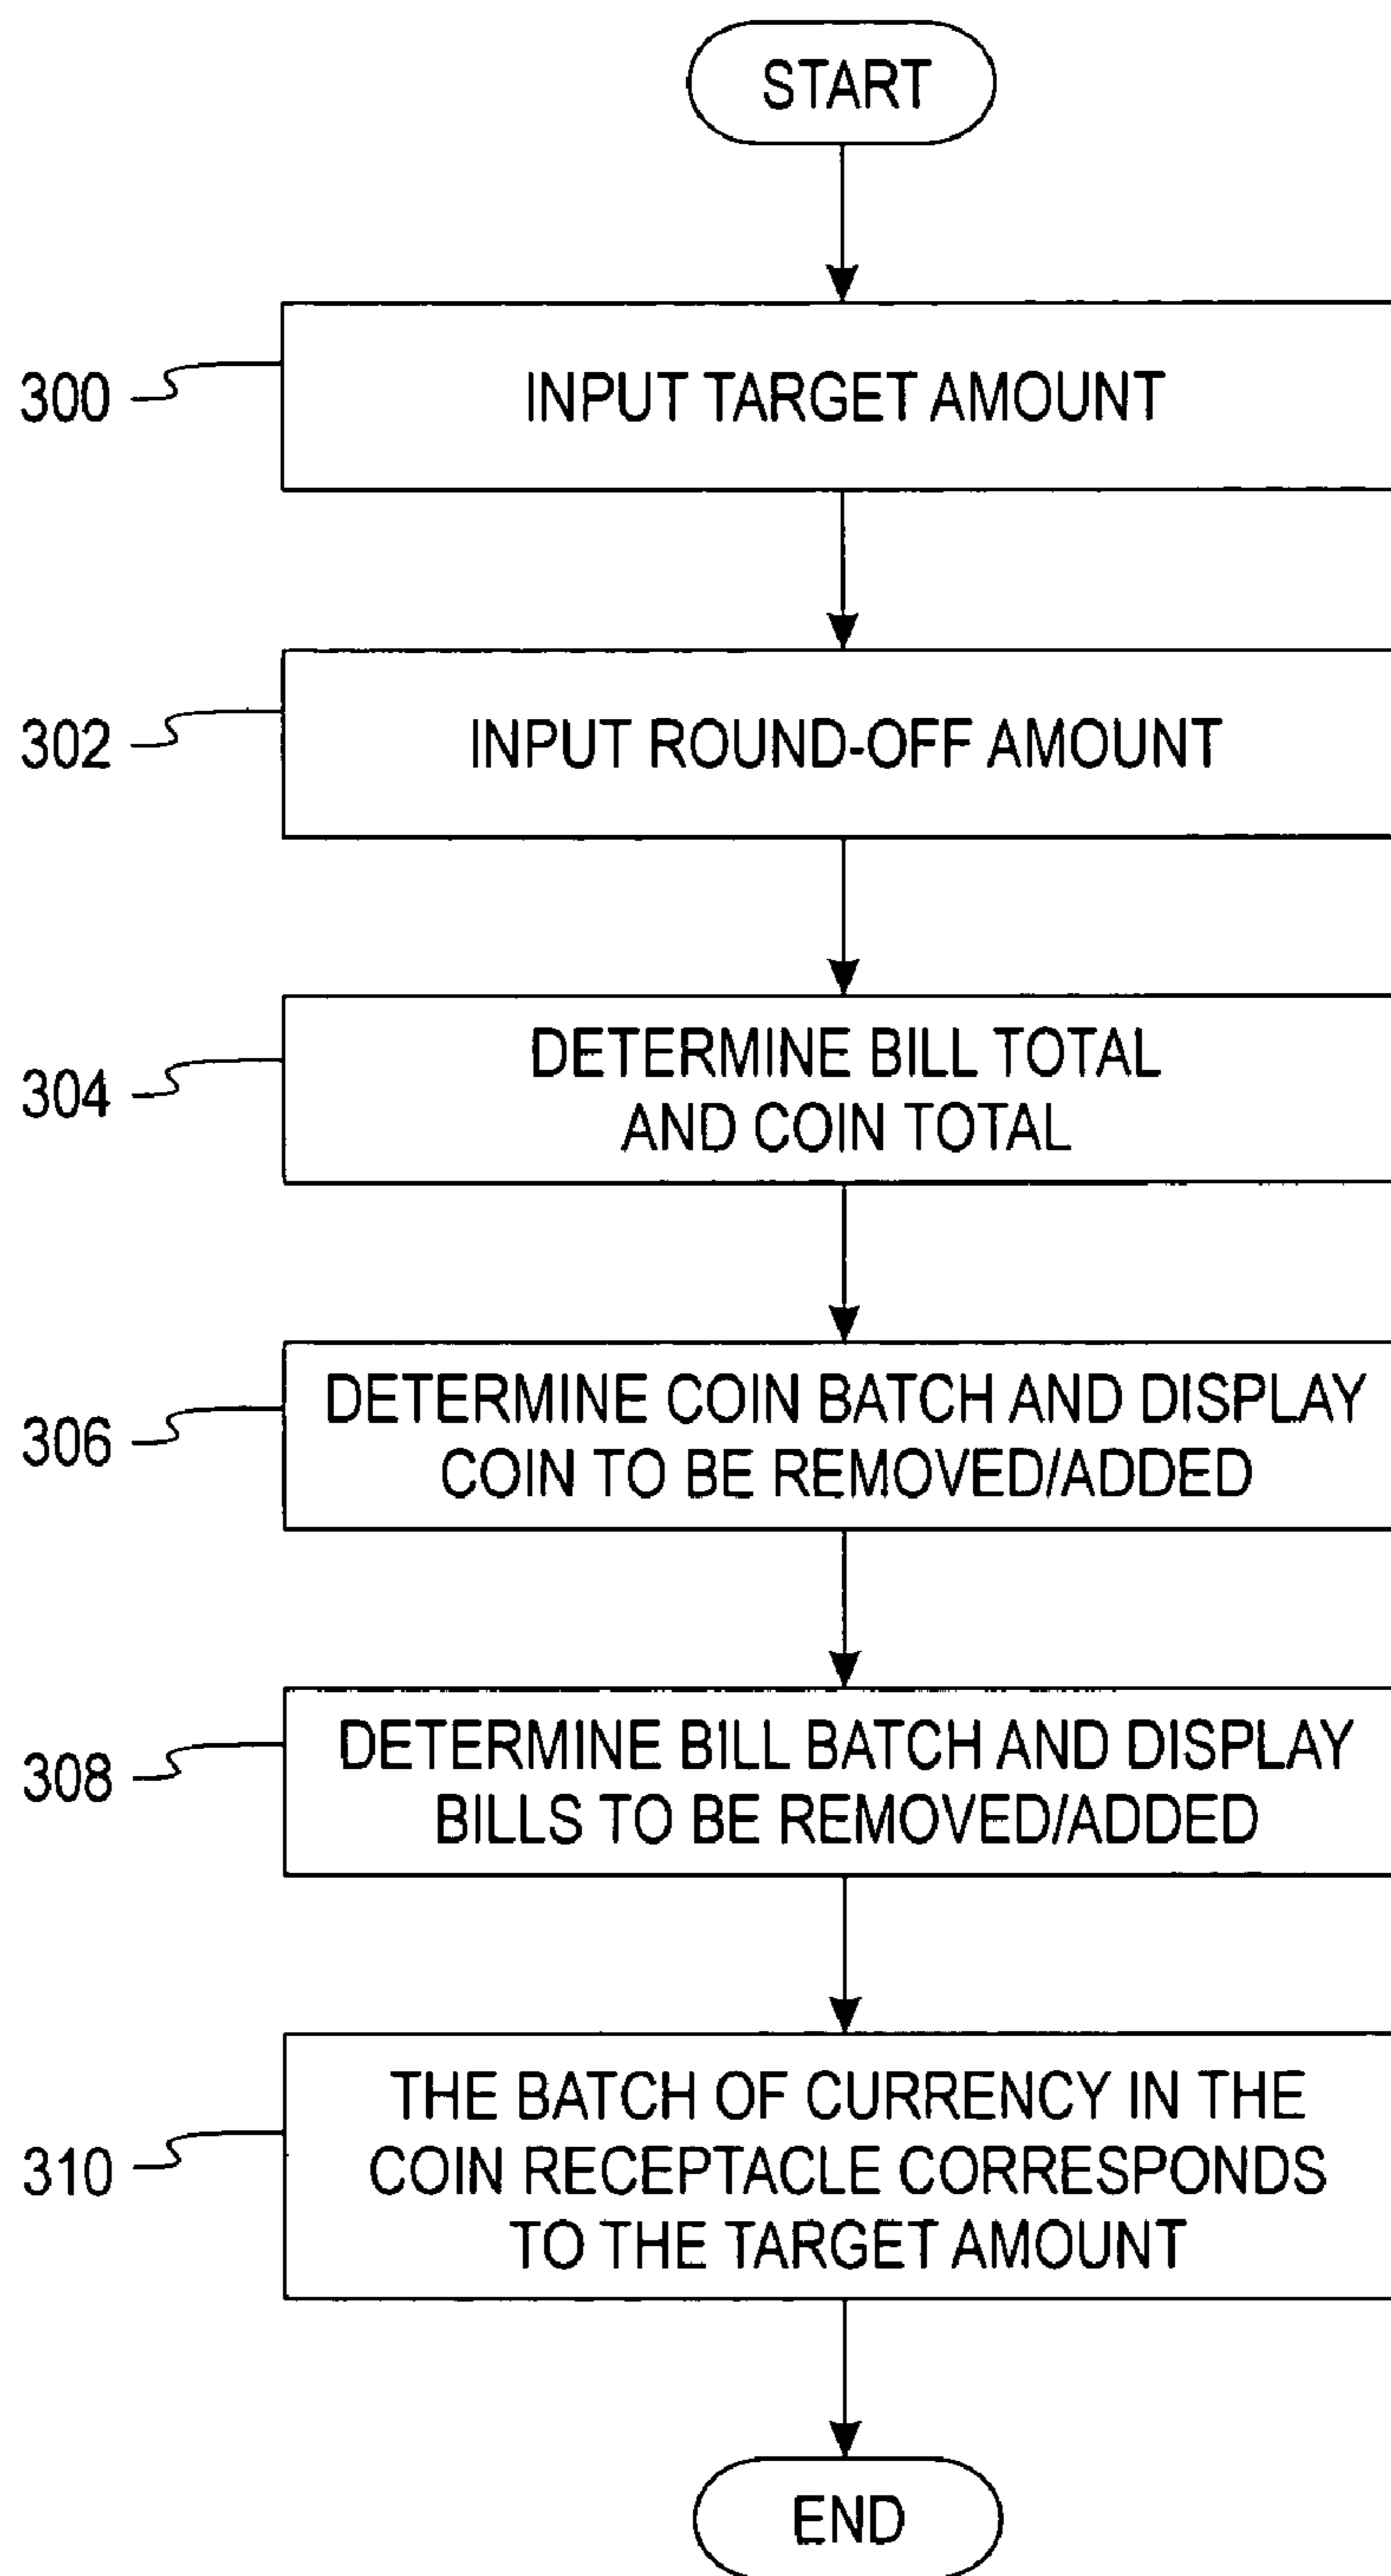 START
300
INPUT TARGET AMOUNT
302
INPUT ROUND-OFF AMOUNT
304
DETERMINE BILL TOTAL
AND COIN TOTAL
306
DETERMINE COIN BATCH AND DISPLAY
COIN TO BE REMOVED/ADDED
308
DETERMINE BILL BATCH AND DISPLAY
BILLS TO BE REMOVED/ADDED
310
THE BATCH OF CURRENCY IN THE
COIN RECEPTACLE CORRESPONDS
TO THE TARGET AMOUNT
END